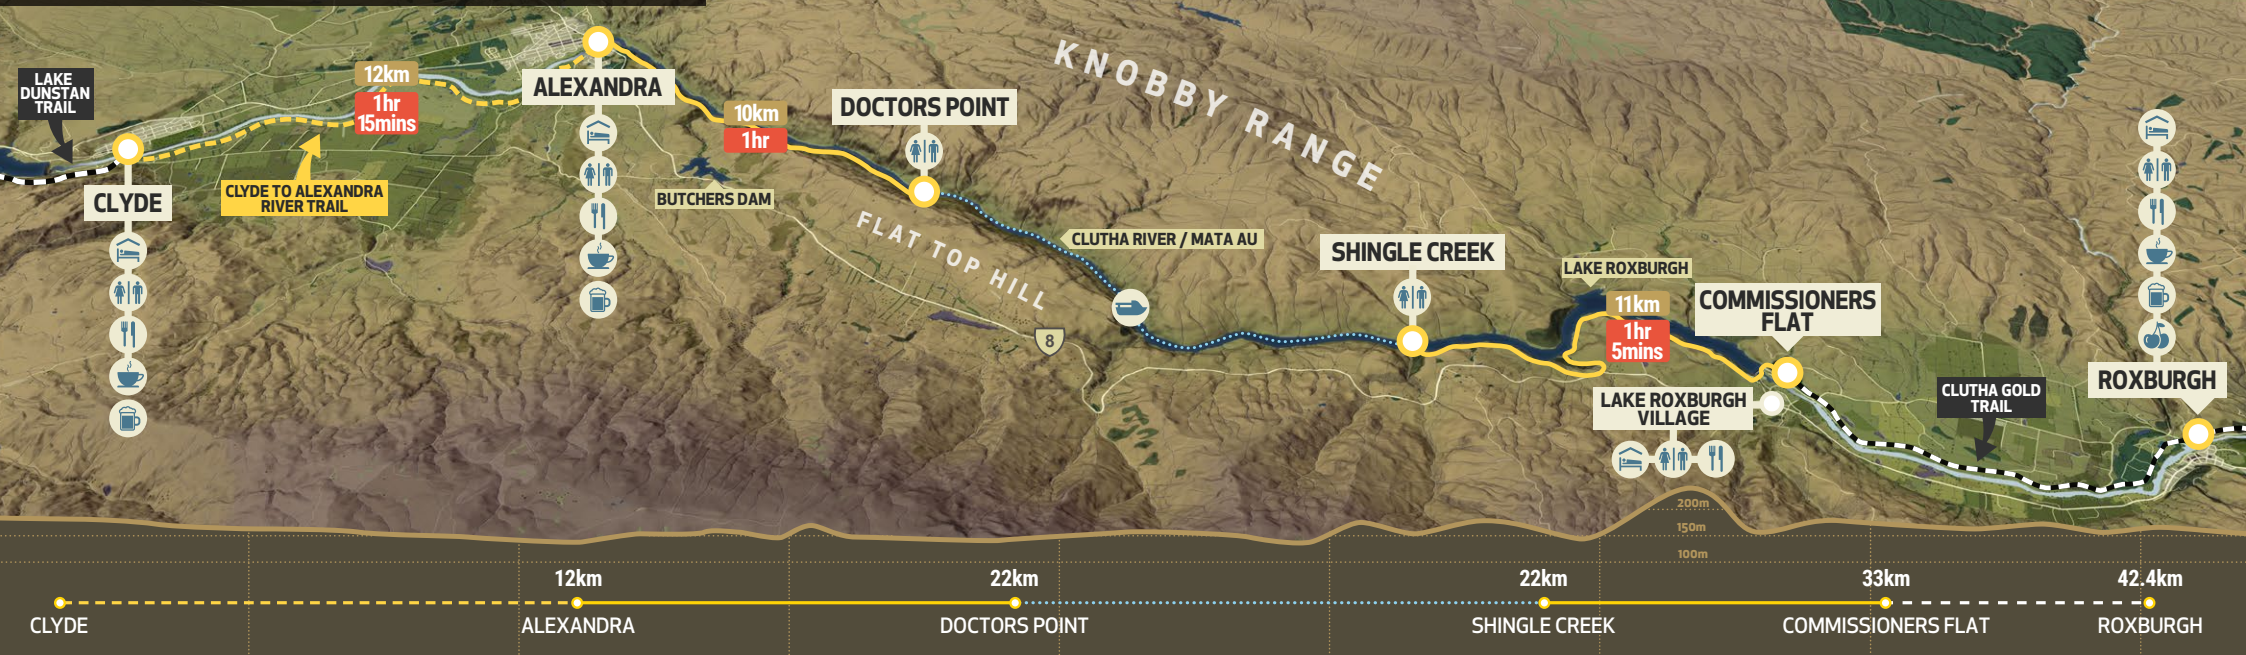 LAKE
DUNSTAN
TRAIL
CLYDE
12km
1hr
15mins
CLYDE TO ALEXANDRA
RIVER TRAIL
ALEXANDRA
10km
1hr
BUTCHERS DAM
DOCTORS POINT
FLAT TOP HILL
KNOBBY RANGE
CLUTHA RIVER / MATA AU
8
SHINGLE CREEK
LAKE ROXBURGH
11km
1hr
5mins
COMMISSIONERS
FLAT
LAKE ROXBURGH
VILLAGE
CLUTHA GOLD
TRAIL
ROXBURGH
200m
150m
100m
12km
22km
22km
33km
42.4km
CLYDE
ALEXANDRA
DOCTORS POINT
SHINGLE CREEK
COMMISSIONERS FLAT
ROXBURGH